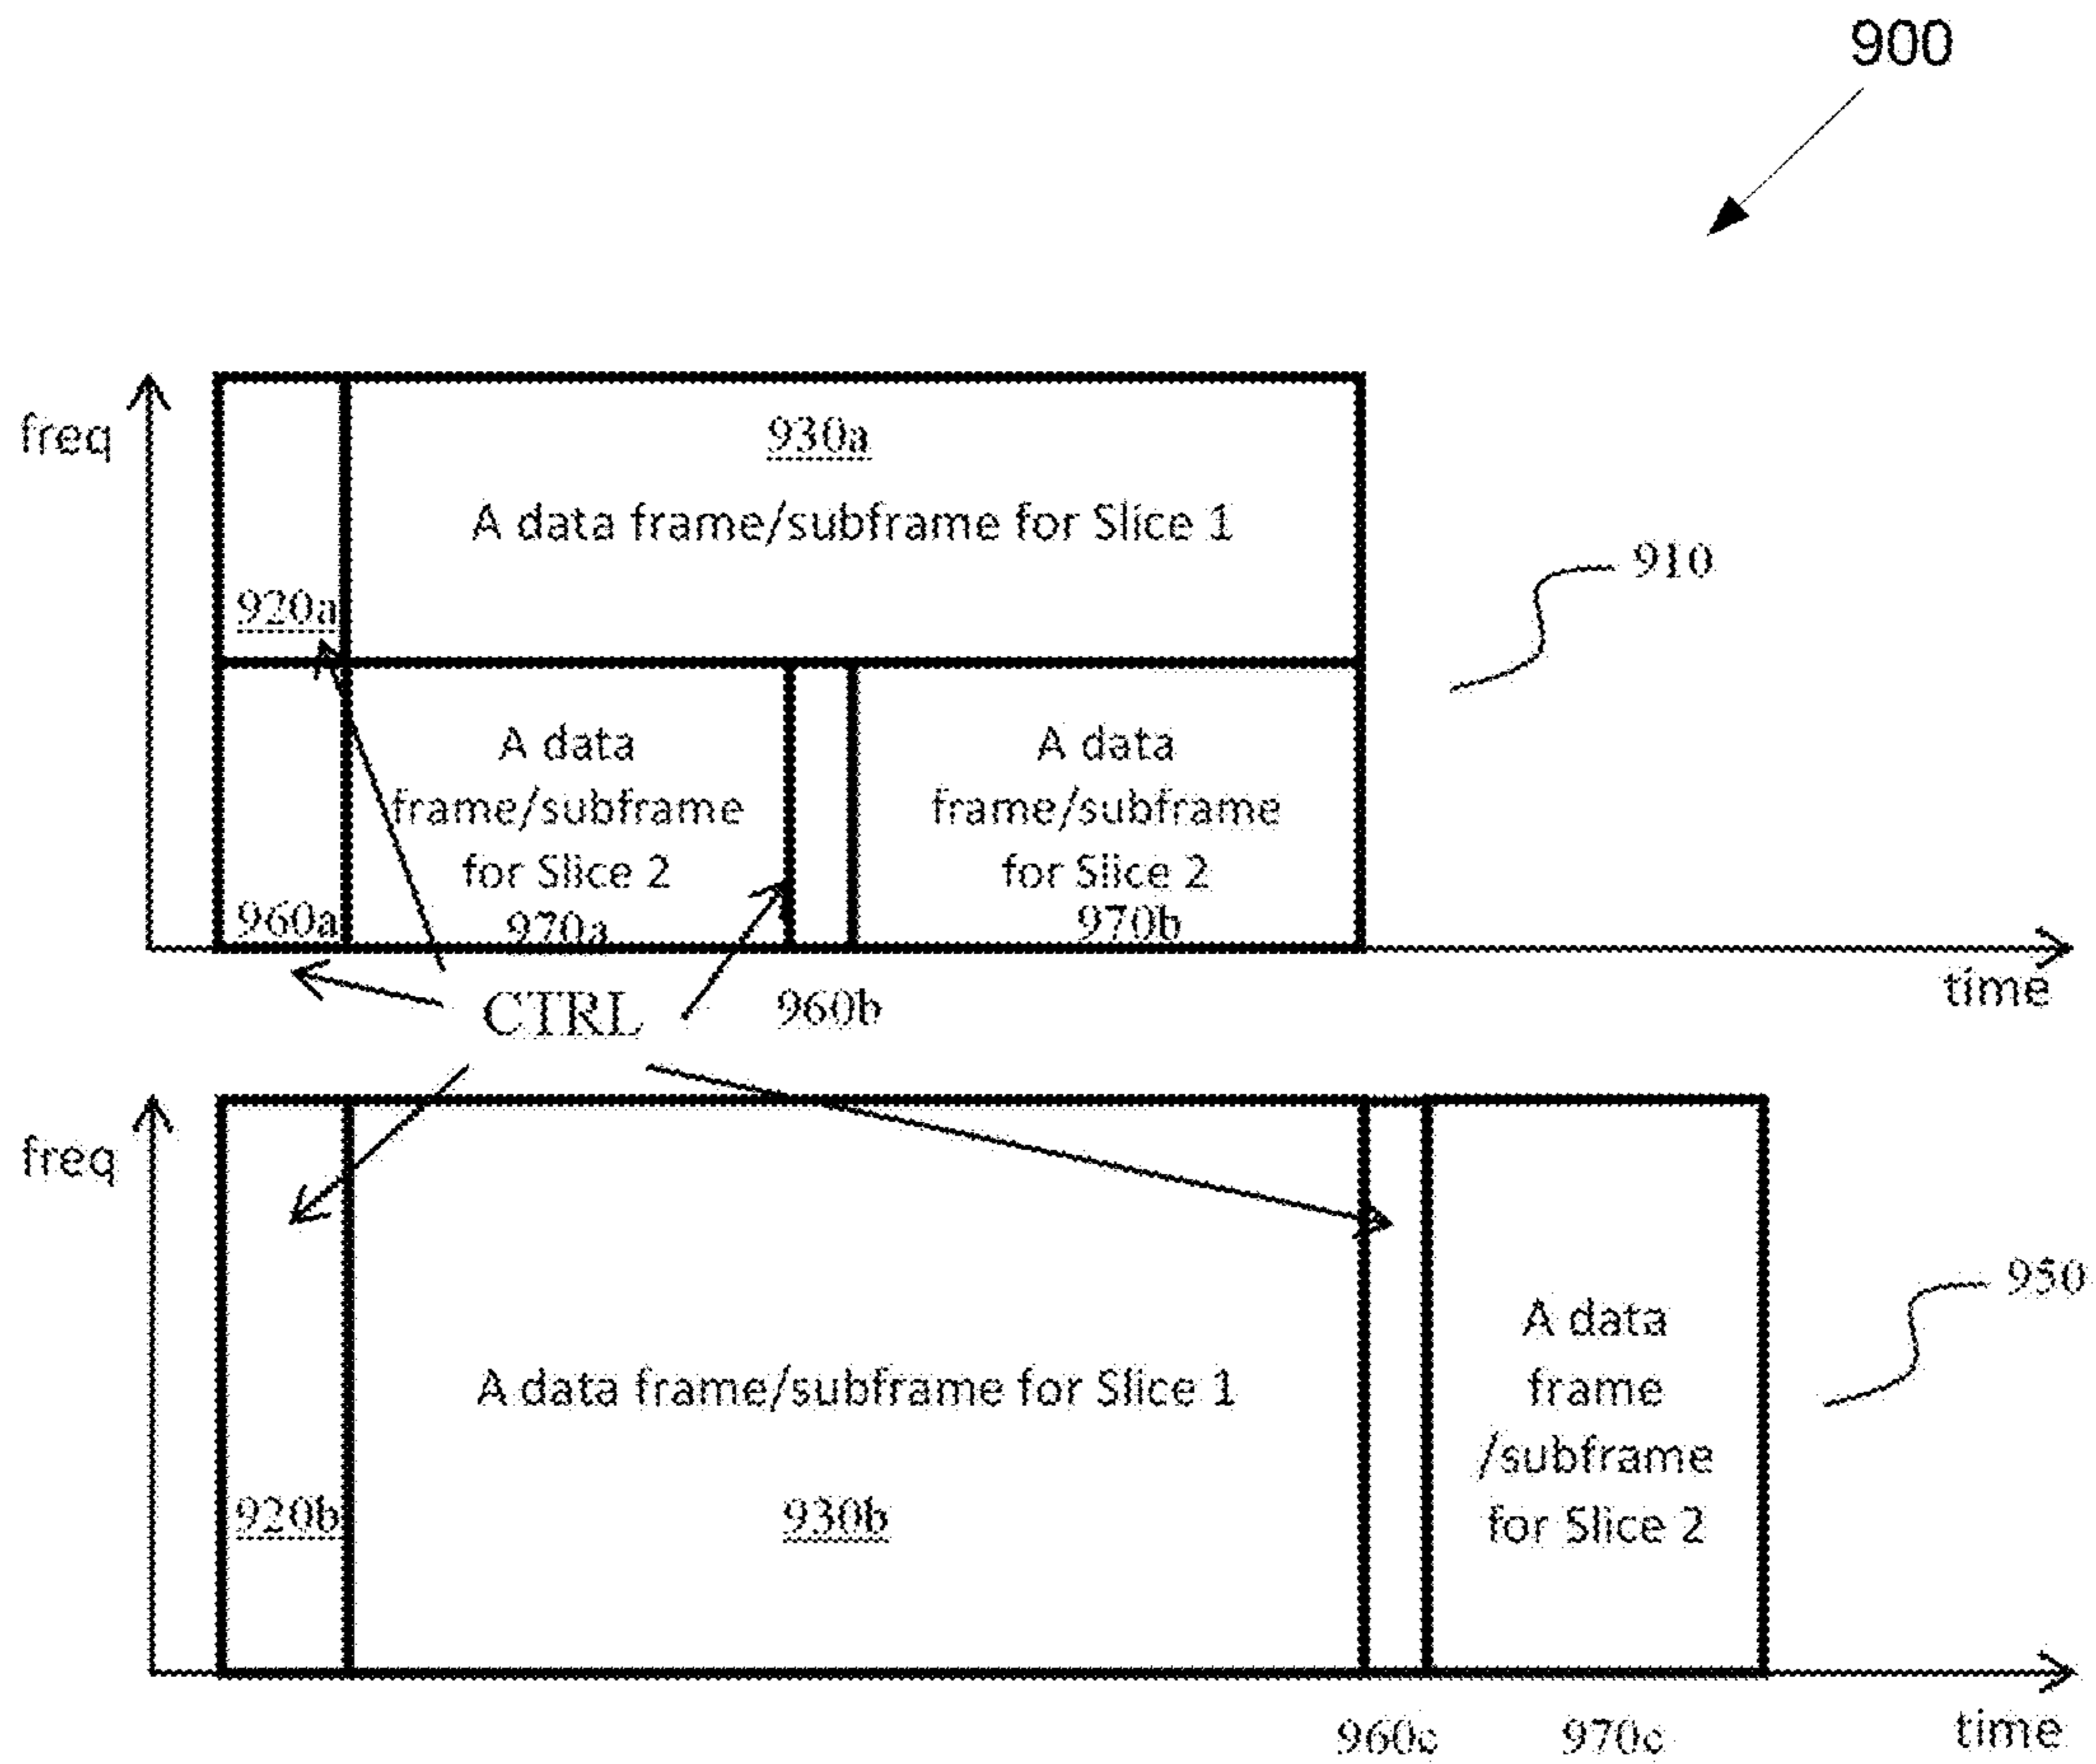 900
freq
930a
A data frame/subframe for Slice 1
910
920a
A data
frame/subframe
for Slice 2
970a
A data
frame/subframe
for Slice 2
970b
960a
time
CTRL
960b
freq
950
A data frame/subframe for Slice 1
A data
frame
/subframe
for Slice 2
920b
930b
960c
970c
time